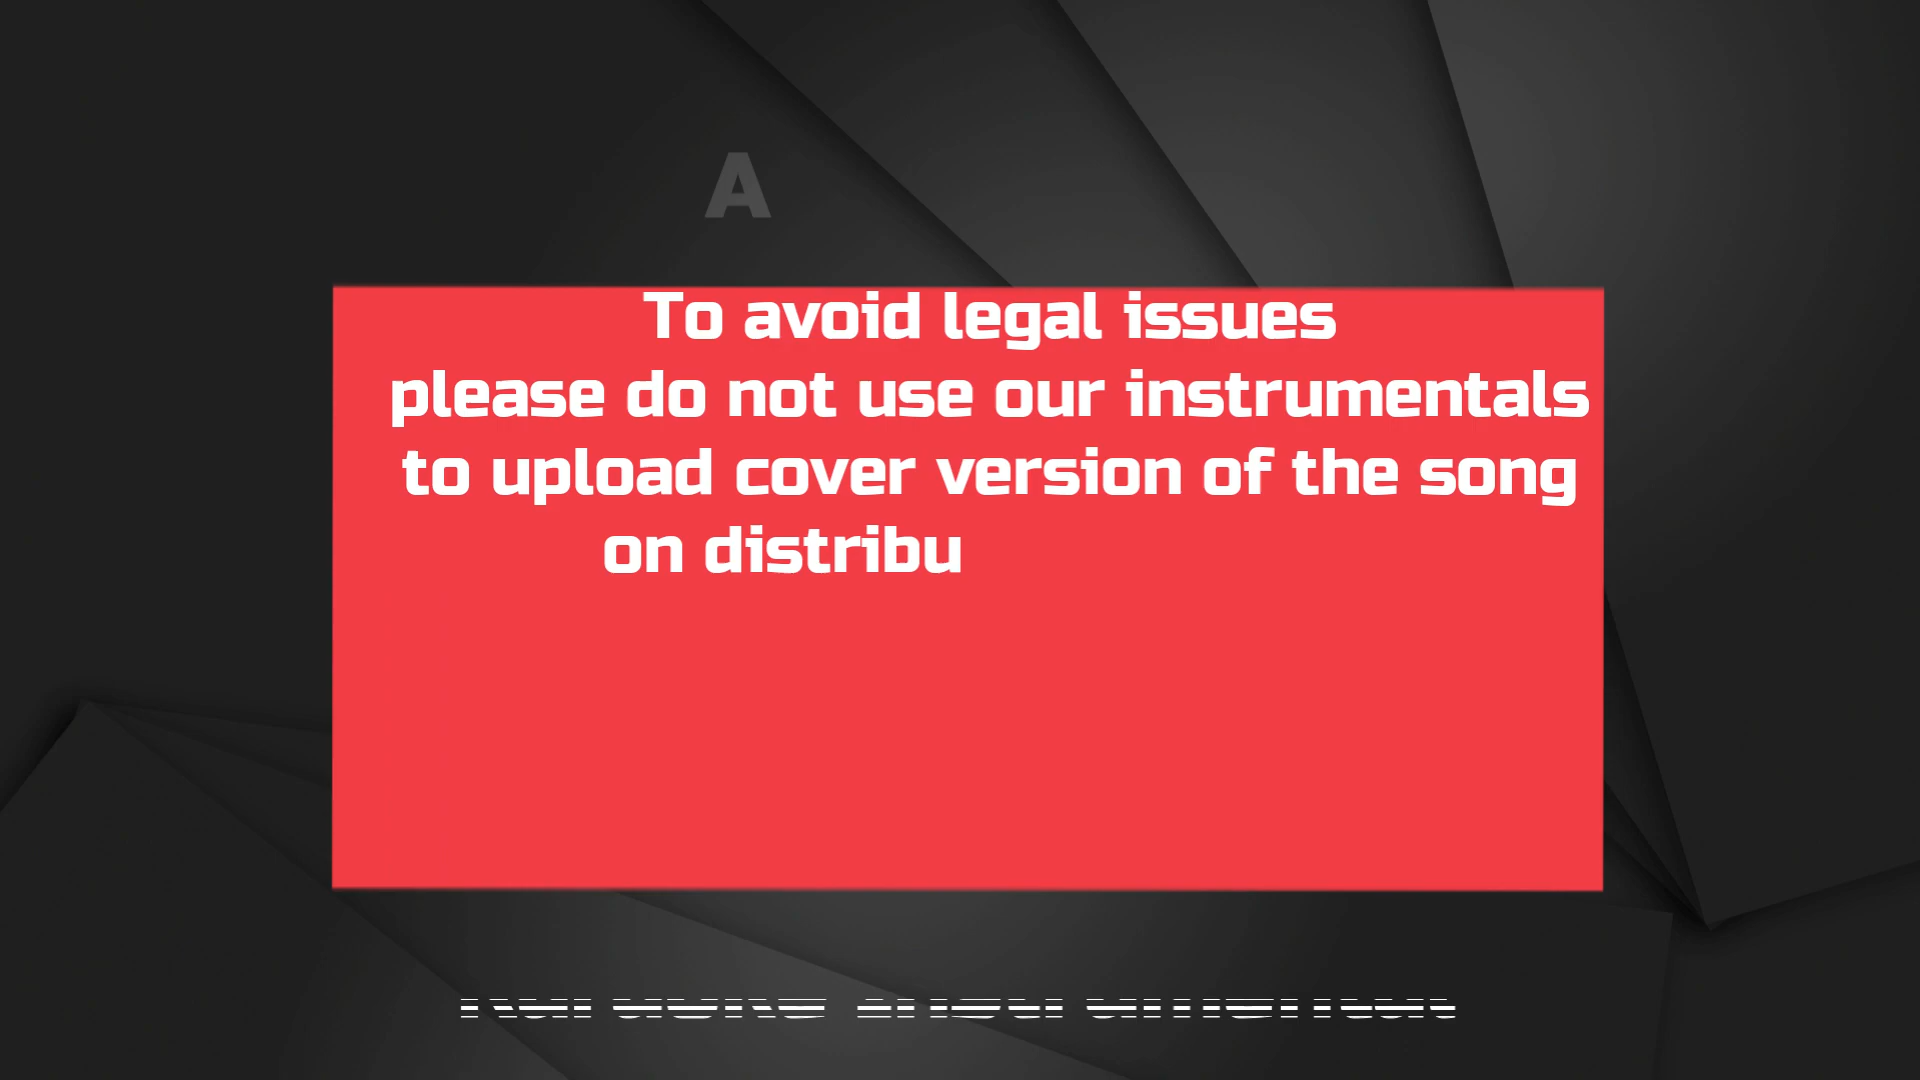 A
To avoid legal issues
please do not use our instrumentals
to upload cover version of the song
on distribu